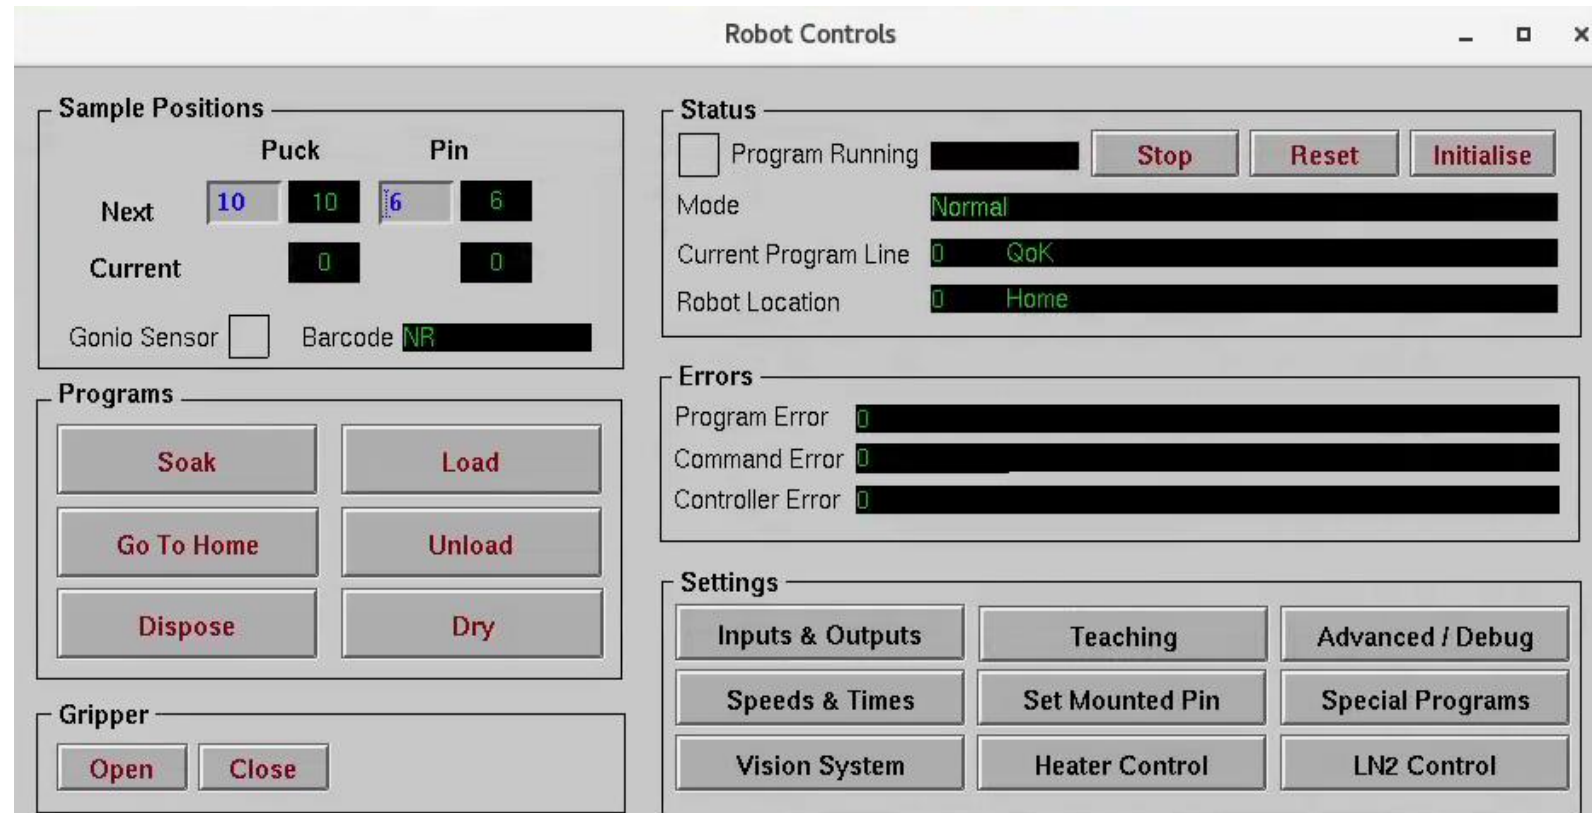 Robot Controls
Sample Positions
Puck Pin
Next 10 10 6 6
Current 0 0
Gonio Sensor Barcode NR
Programs
Soak Load
Go To Home Unload
Dispose Dry
Gripper
Open Close
Status
Program Running Stop Reset Initialise
Mode Normal
Current Program Line 0 QoK
Robot Location 0 Home
Errors
Program Error 0
Command Error 0
Controller Error 0
Settings
Inputs & Outputs Teaching Advanced / Debug
Speeds & Times Set Mounted Pin Special Programs
Vision System Heater Control LN2 Control